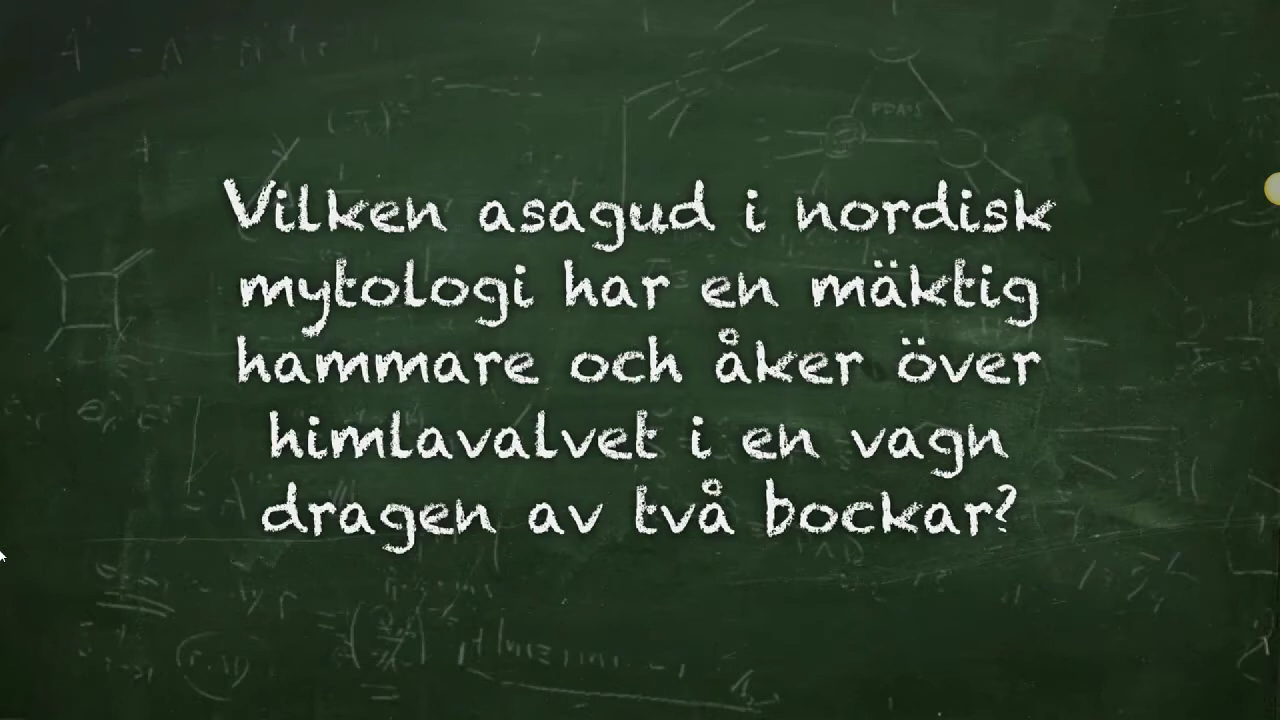 Vilken asagud i nordisk
mytologi har en mäktig
hammare och åker över
himlavalvet i en vagn
dragen av två bockar?